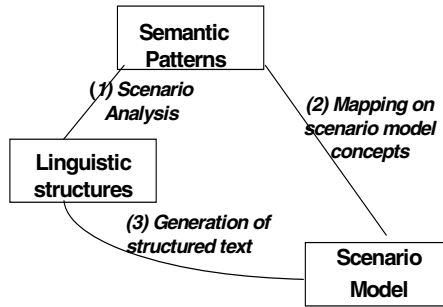 Semantic
Patterns
(1) Scenario
Analysis
(2) Mapping on
scenario model
concepts
Linguistic
structures
(3) Generation of
structured text
Scenario
Model